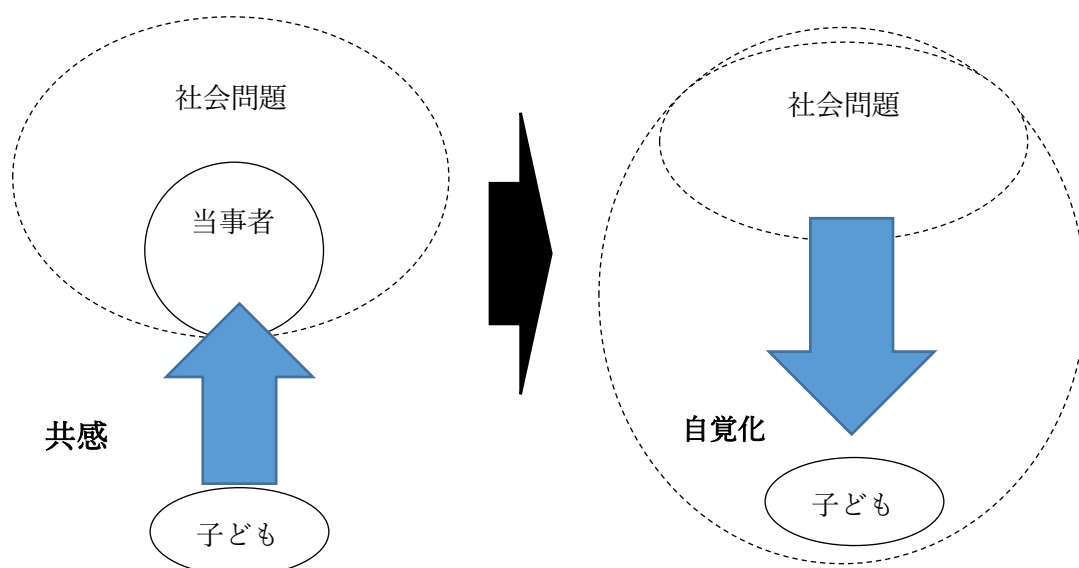 社会問題
当事者
共感
子ども
社会問題
自覚化
子ども